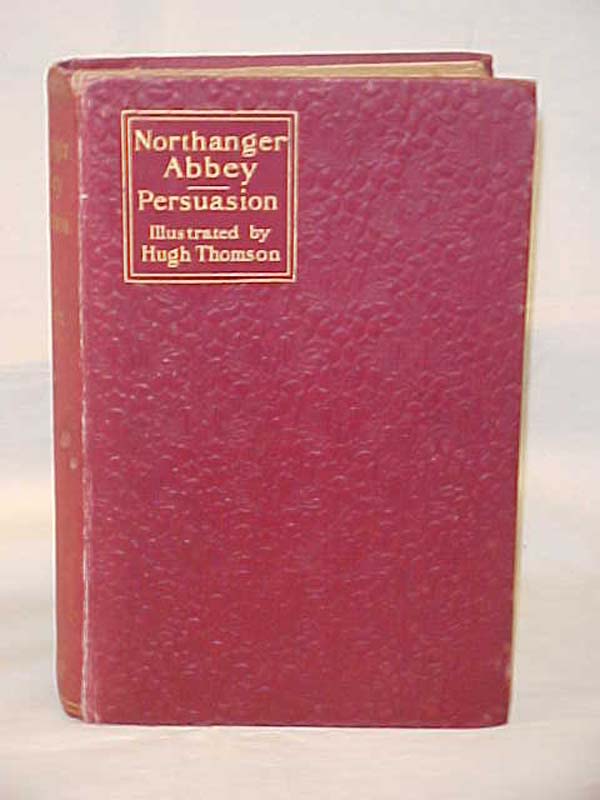 Northanger
Abbey
Persuasion
Illustrated by
Hugh Thomson